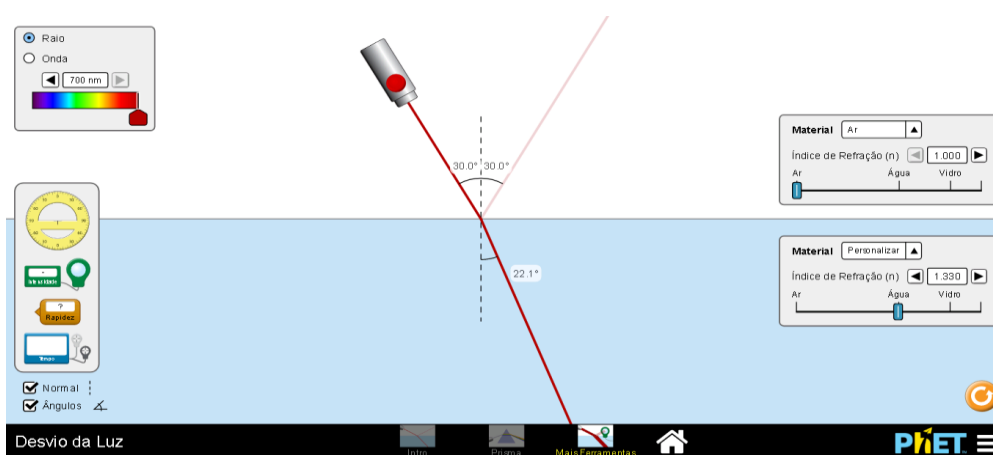 Raio
Onda
700 nm
30.0° 30.0°
22.1°
Material Ar
Índice de Refração (n) 1.000
Ar Água Vidro
Material Personalizar
Índice de Refração (n) 1.330
Ar Água Vidro
?
Rapidez
Tempo
Normal
Ângulos
Desvio da Luz
Intro
Prisma
Mais Ferramentas
PhET